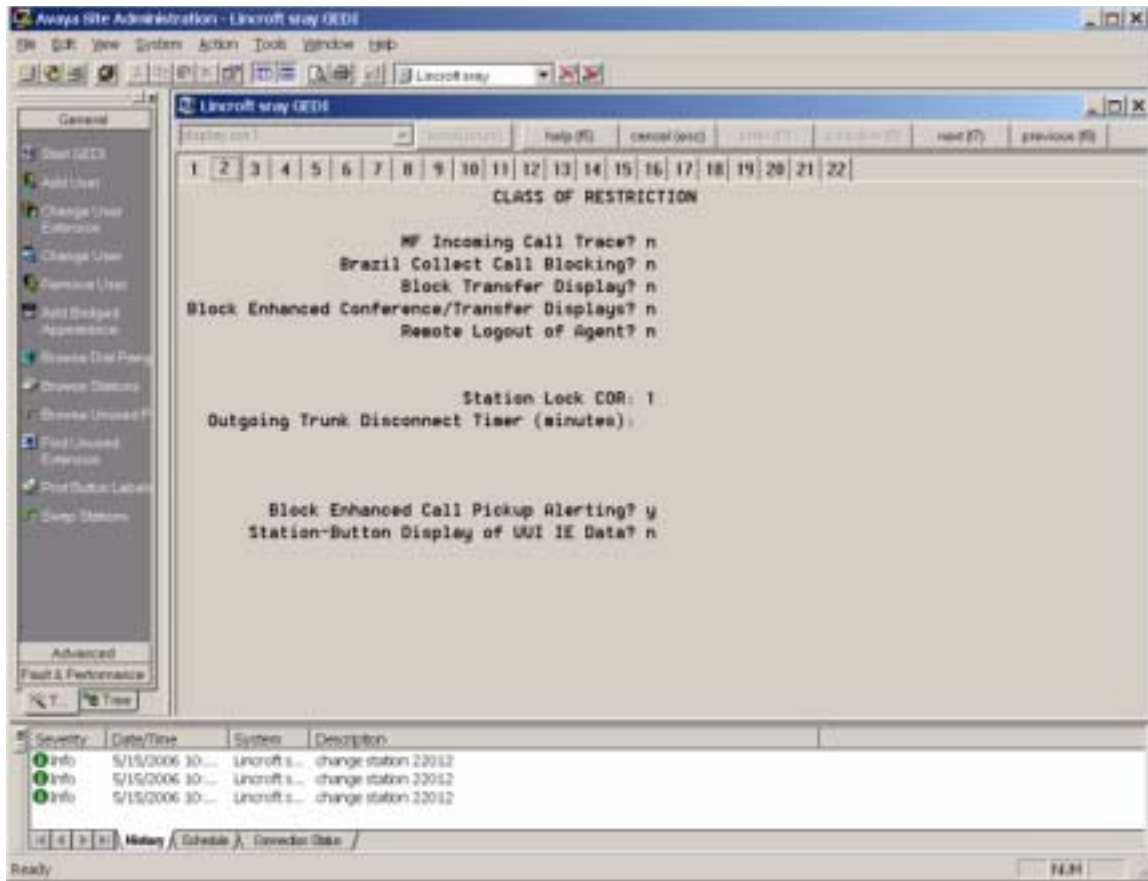 Avaya Site Administration - Lincroft sray GEDI
File Edit View System Action Tools Window Help
Lincroft sray
General
Start GEDI
Add User
Change User Extension
Change User
Remove User
Add Bridged Appearance
Browse Dial
Browse Stations
Browse Unused
Find Unused Extension
Print Button Labels
Swap Stations
Advanced
Fault & Performance
T... Tree
Lincroft sray GEDI
help (f5) cancel (esc) next (f7) previous (f8)
1 2 3 4 5 6 7 8 9 10 11 12 13 14 15 16 17 18 19 20 21 22
CLASS OF RESTRICTION
MF Incoming Call Trace? n
Brazil Collect Call Blocking? n
Block Transfer Display? n
Block Enhanced Conference/Transfer Displays? n
Remote Logout of Agent? n
Station Lock COR: 1
Outgoing Trunk Disconnect Timer (minutes):
Block Enhanced Call Pickup Alerting? y
Station-Button Display of UUI IE Data? n
Severity Date/Time System Description
Info 5/15/2006 10:... Lincroft s... change station 22012
Info 5/15/2006 10:... Lincroft s... change station 22012
Info 5/15/2006 10:... Lincroft s... change station 22012
History Schedule Connection Status
Ready NUM